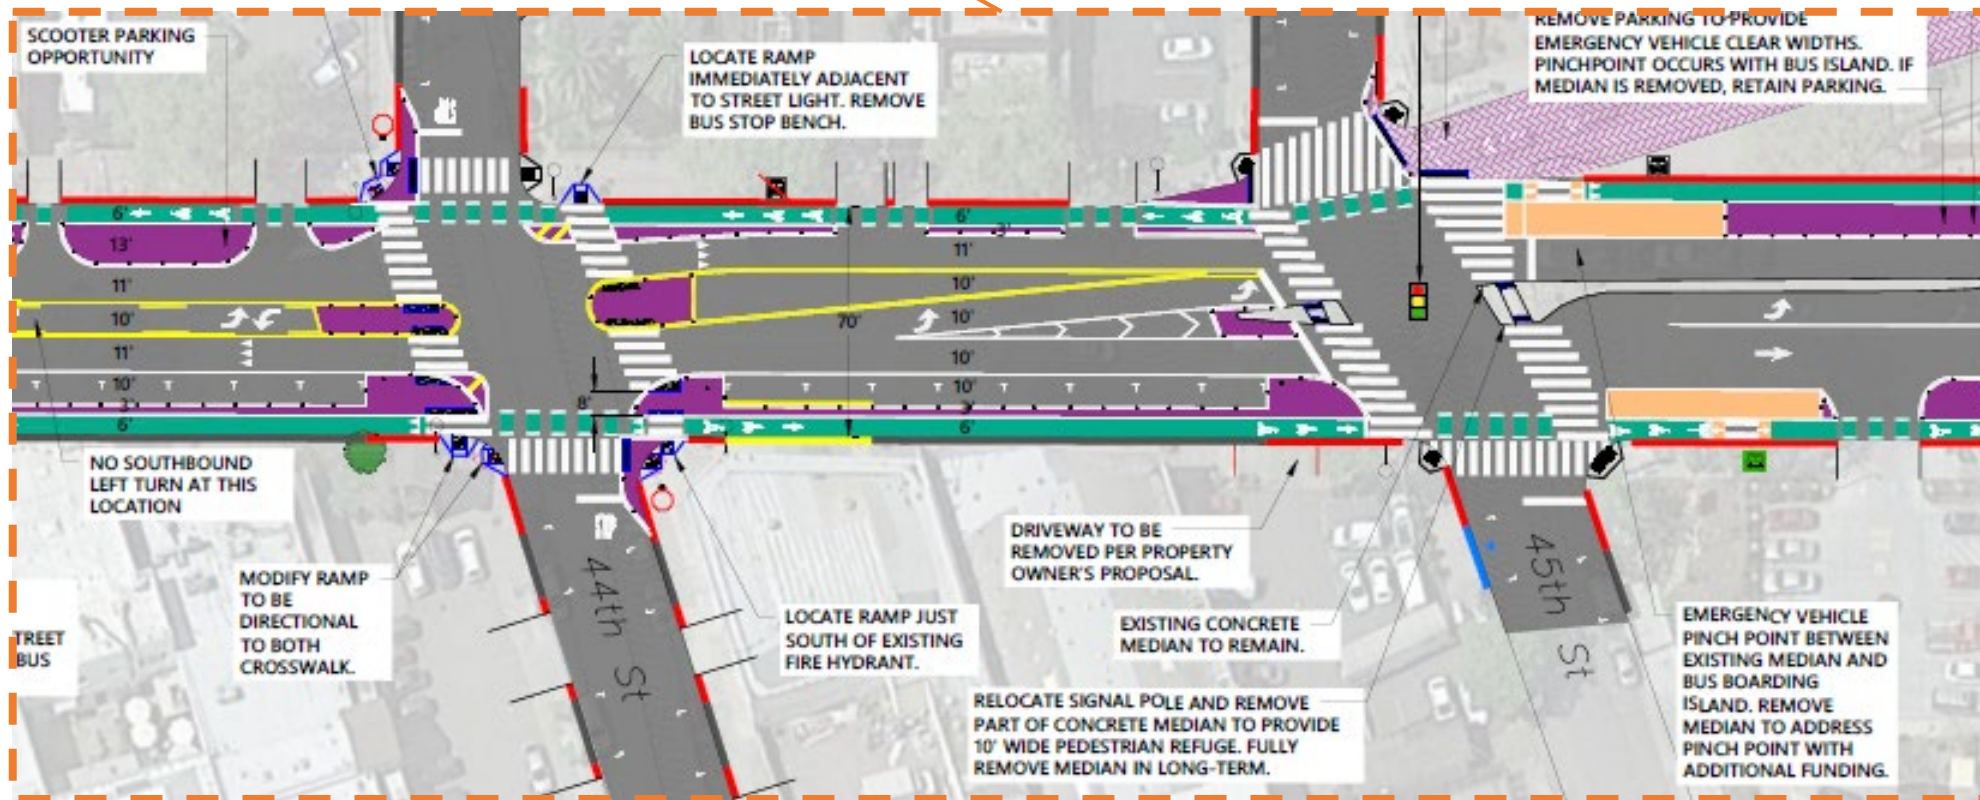 SCOOTER PARKING
OPPORTUNITY
LOCATE RAMP
IMMEDIATELY ADJACENT
TO STREET LIGHT. REMOVE
BUS STOP BENCH.
REMOVE PARKING TO PROVIDE
EMERGENCY VEHICLE CLEAR WIDTHS.
PINCHPOINT OCCURS WITH BUS ISLAND. IF
MEDIAN IS REMOVED, RETAIN PARKING.
6'
13'
11'
10'
11'
10'
3'
6'
8'
70'
6'
3'
11'
10'
10'
10'
10'
3'
6'
NO SOUTHBOUND
LEFT TURN AT THIS
LOCATION
MODIFY RAMP
TO BE
DIRECTIONAL
TO BOTH
CROSSWALK.
TREET
BUS
44th St
LOCATE RAMP JUST
SOUTH OF EXISTING
FIRE HYDRANT.
DRIVEWAY TO BE
REMOVED PER PROPERTY
OWNER'S PROPOSAL.
EXISTING CONCRETE
MEDIAN TO REMAIN.
RELOCATE SIGNAL POLE AND REMOVE
PART OF CONCRETE MEDIAN TO PROVIDE
10' WIDE PEDESTRIAN REFUGE. FULLY
REMOVE MEDIAN IN LONG-TERM.
45th St
EMERGENCY VEHICLE
PINCH POINT BETWEEN
EXISTING MEDIAN AND
BUS BOARDING
ISLAND. REMOVE
MEDIAN TO ADDRESS
PINCH POINT WITH
ADDITIONAL FUNDING.